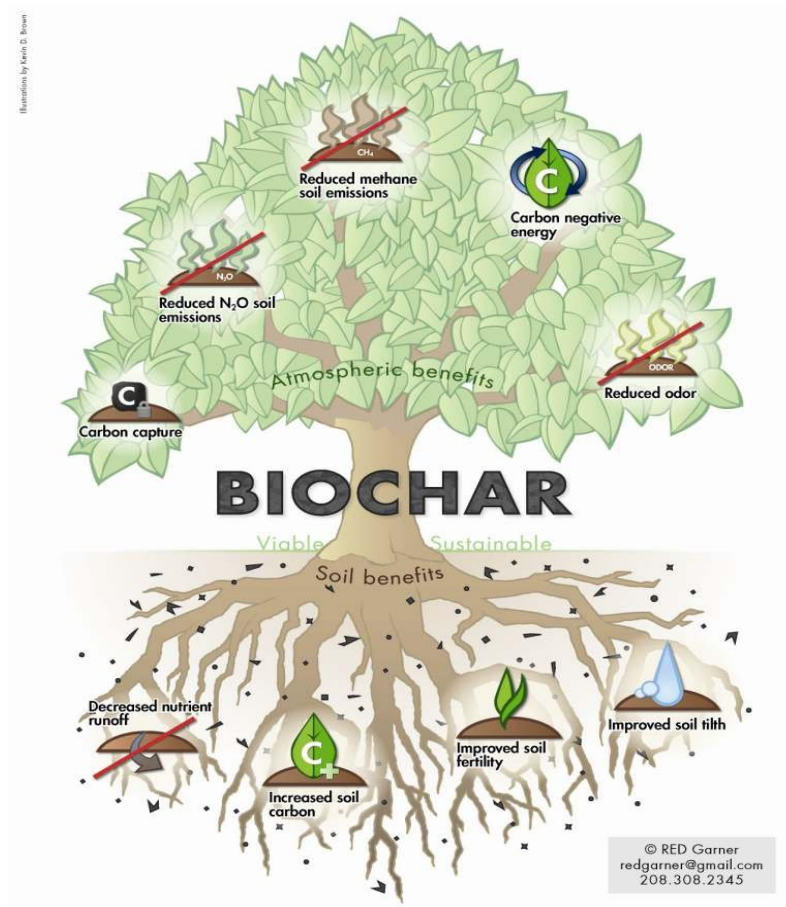 Illustrations by Kevin D. Brown
CH₄
Reduced methane
soil emissions
C
Carbon negative
energy
N₂O
Reduced N₂O soil
emissions
ODOR
Reduced odor
Atmospheric benefits
C
Carbon capture
BIOCHAR
Viable Sustainable
Soil benefits
Decreased nutrient
runoff
C
Increased soil
carbon
Improved soil
fertility
Improved soil tilth
© RED Garner
redgarner@gmail.com
208.308.2345